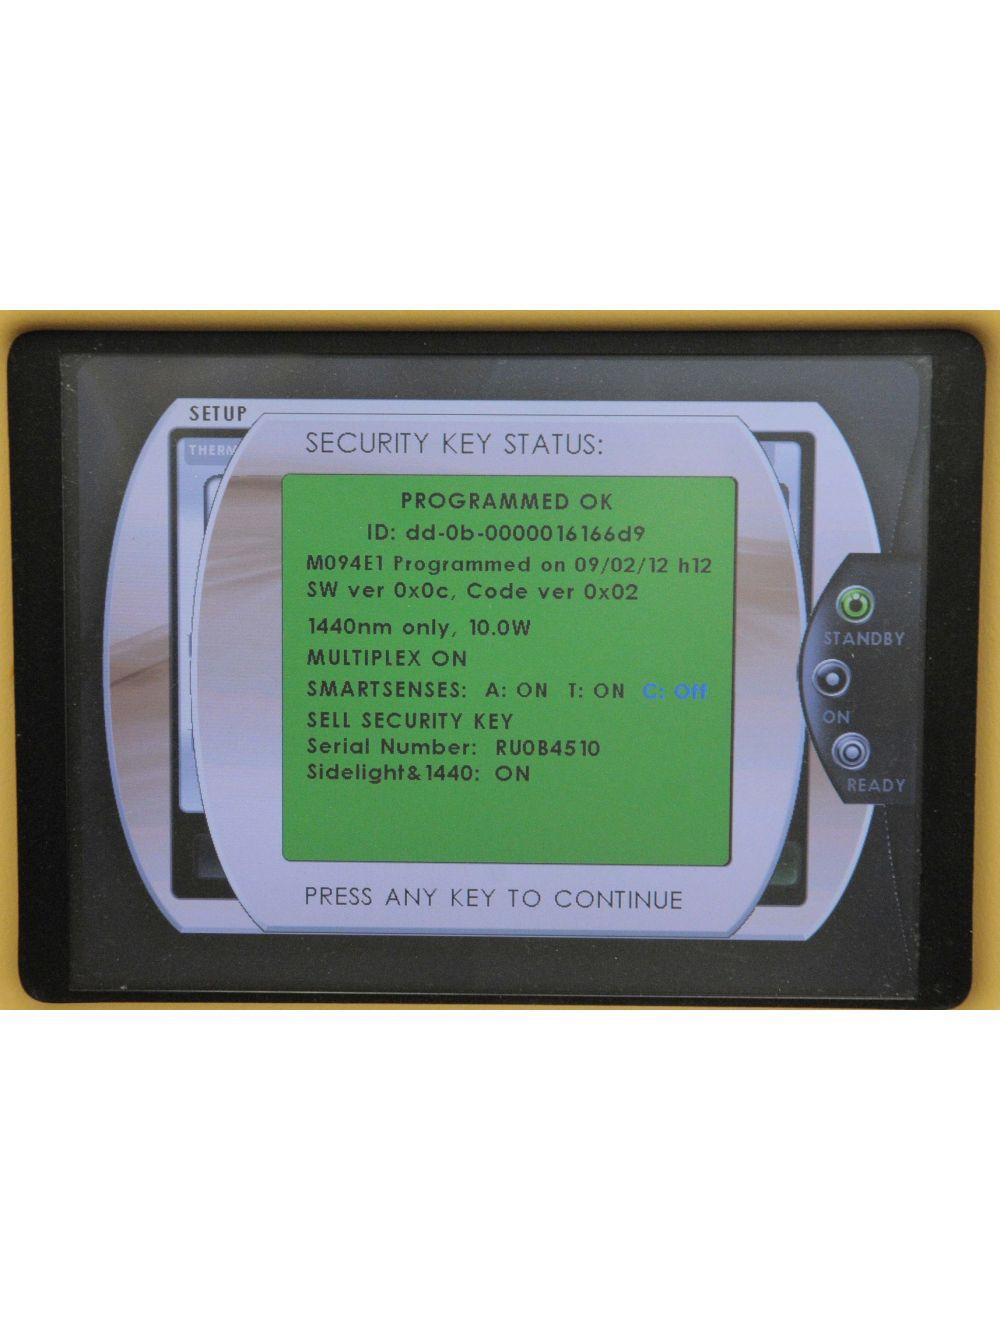 SETUP
SECURITY KEY STATUS:
THERM
PROGRAMMED OK
ID: dd-0b-0000016166d9
M094E1 Programmed on 09/02/12 h12
SW ver 0x0c, Code ver 0x02
1440nm only, 10.0W
MULTIPLEX ON
SMARTSENSES: A: ON T: ON C: Off
SELL SECURITY KEY
Serial Number: RU0B4510
Sidelight&1440: ON
PRESS ANY KEY TO CONTINUE
STANDBY
ON
READY